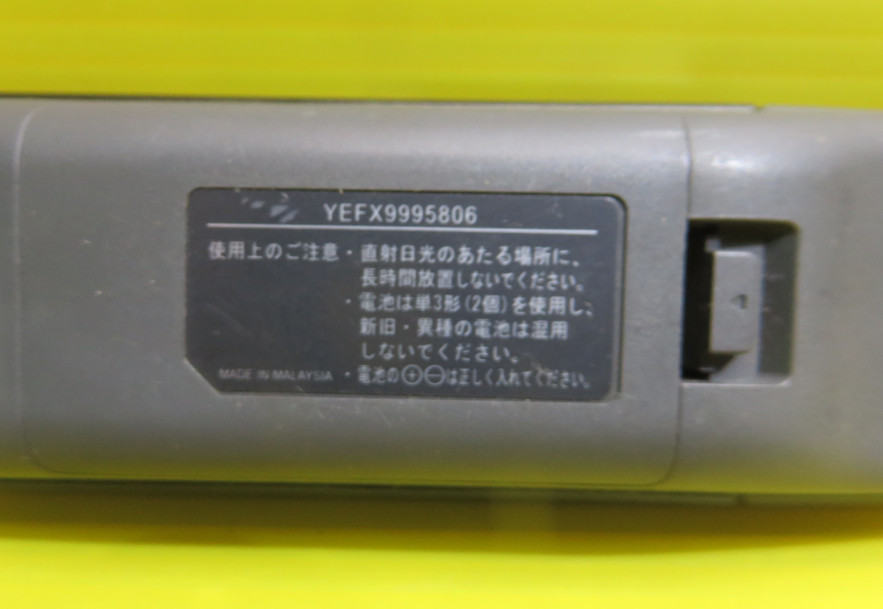 YEFX9995806
使用上のご注意・直射日光のあたる場所に、
長時間放置しないでください。
・電池は単3形(2個)を使用し、
新旧・異種の電池は混用
しないでください。
MADE IN MALAYSIA ・電池の⊕⊖は正しく入れてください。